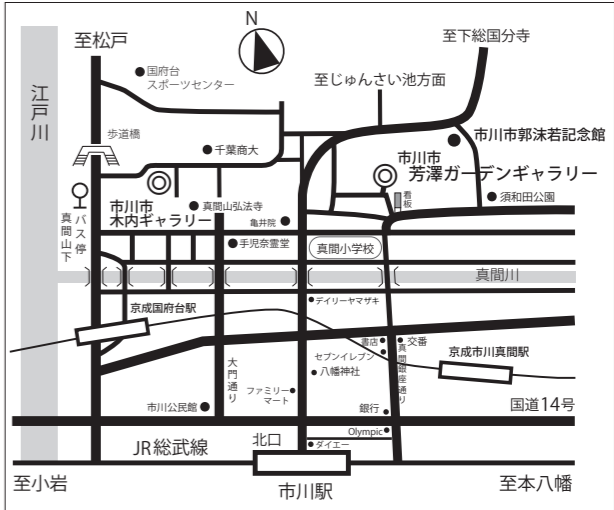 N
至松戸
至下総国分寺
国府台
スポーツセンター
至じゅんさい池方面
江戸川
歩道橋
千葉商大
市川市郭沫若記念館
市川市
芳澤ガーデンギャラリー
市川市
木内ギャラリー
真間山弘法寺
看板
須和田公園
バス停
真間山下
亀井院
手児奈霊堂
真間小学校
真間川
京成国府台駅
デイリーヤマザキ
書店
交番
セブンイレブン
京成市川真間駅
八幡神社
大門通り
真間銀座通り
ファミリー
マート
市川公民館
銀行
国道14号
Olympic
JR総武線
北口
ダイエー
至小岩
市川駅
至本八幡